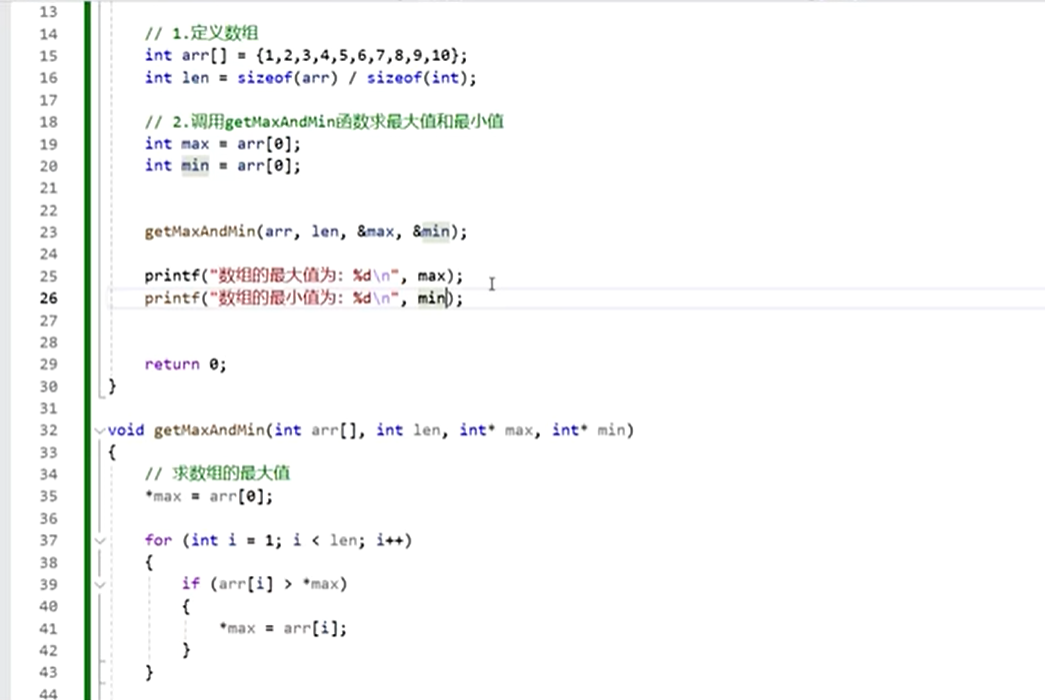 13
14 // 1.定义数组
15 int arr[] = {1,2,3,4,5,6,7,8,9,10};
16 int len = sizeof(arr) / sizeof(int);
17
18 // 2.调用getMaxAndMin函数求最大值和最小值
19 int max = arr[0];
20 int min = arr[0];
21
22
23 getMaxAndMin(arr, len, &max, &min);
24
25 printf("数组的最大值为: %d\n", max);
26 printf("数组的最小值为: %d\n", min);
27
28
29 return 0;
30 }
31
32 void getMaxAndMin(int arr[], int len, int* max, int* min)
33 {
34 // 求数组的最大值
35 *max = arr[0];
36
37 for (int i = 1; i < len; i++)
38 {
39 if (arr[i] > *max)
40 {
41 *max = arr[i];
42 }
43 }
44